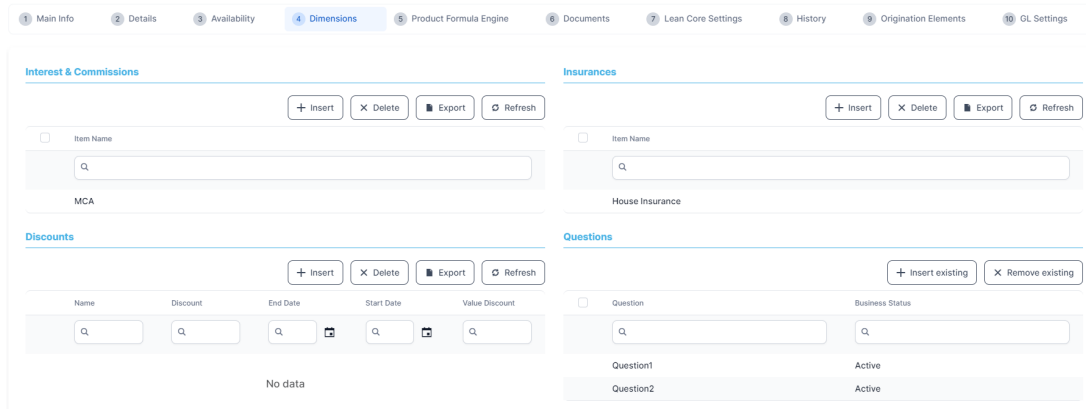 1 Main Info 2 Details 3 Availability 4 Dimensions 5 Product Formula Engine 6 Documents 7 Lean Core Settings 8 History 9 Origination Elements 10 GL Settings
Interest & Commissions
Insert Delete Export Refresh
Item Name
MCA
Insurances
Insert Delete Export Refresh
Item Name
House Insurance
Discounts
Insert Delete Export Refresh
Name Discount End Date Start Date Value Discount
No data
Questions
Insert existing Remove existing
Question Business Status
Question1 Active
Question2 Active